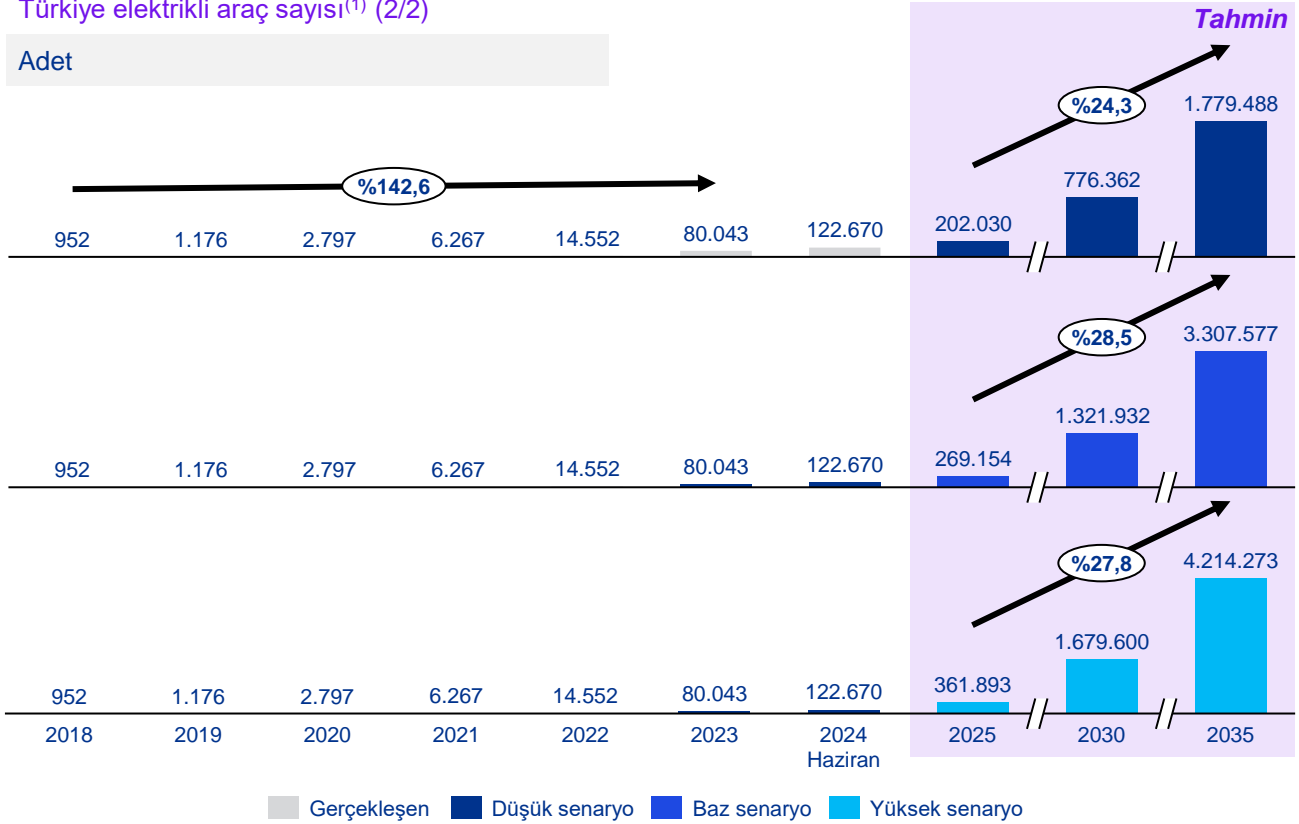 Türkiye elektrikli araç sayısı⁽¹⁾ (2/2)
Tahmin
Adet
%142,6
%24,3
952 1.176 2.797 6.267 14.552 80.043 122.670 202.030 776.362 1.779.488
%28,5
952 1.176 2.797 6.267 14.552 80.043 122.670 269.154 1.321.932 3.307.577
%27,8
952 1.176 2.797 6.267 14.552 80.043 122.670 361.893 1.679.600 4.214.273
2018 2019 2020 2021 2022 2023 2024 2025 2030 2035
Haziran
Gerçekleşen Düşük senaryo Baz senaryo Yüksek senaryo